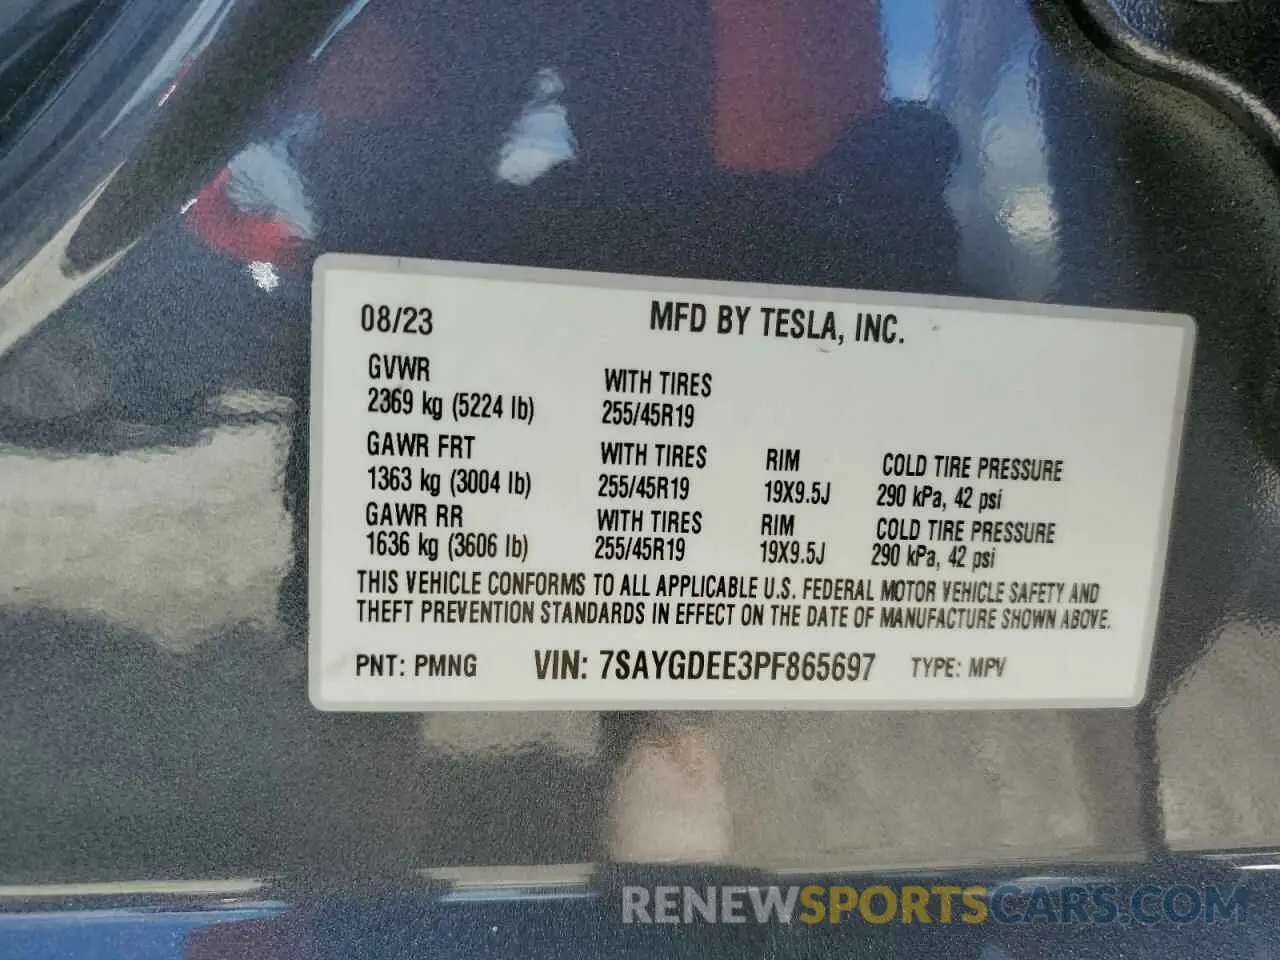 08/23 MFD BY TESLA, INC.
GVWR WITH TIRES
2369 kg (5224 lb) 255/45R19
GAWR FRT WITH TIRES RIM COLD TIRE PRESSURE
1363 kg (3004 lb) 255/45R19 19X9.5J 290 kPa, 42 psi
GAWR RR WITH TIRES RIM COLD TIRE PRESSURE
1636 kg (3606 lb) 255/45R19 19X9.5J 290 kPa, 42 psi
THIS VEHICLE CONFORMS TO ALL APPLICABLE U.S. FEDERAL MOTOR VEHICLE SAFETY AND
THEFT PREVENTION STANDARDS IN EFFECT ON THE DATE OF MANUFACTURE SHOWN ABOVE.
PNT: PMNG VIN: 7SAYGDEE3PF865697 TYPE: MPV
RENEWSPORTSCARS.COM